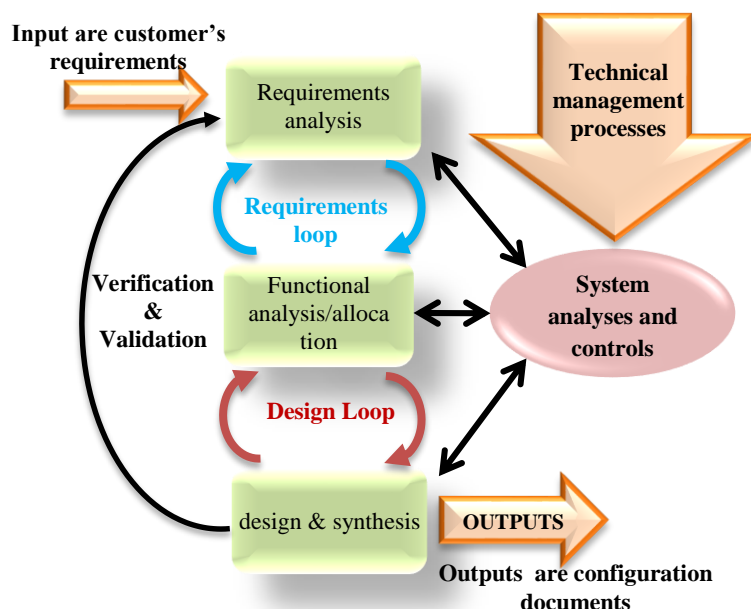 Input are customer's
requirements
Requirements
analysis
Technical
management
processes
Requirements
loop
Verification
&
Validation
Functional
analysis/alloca
tion
System
analyses and
controls
Design Loop
design & synthesis
OUTPUTS
Outputs are configuration
documents